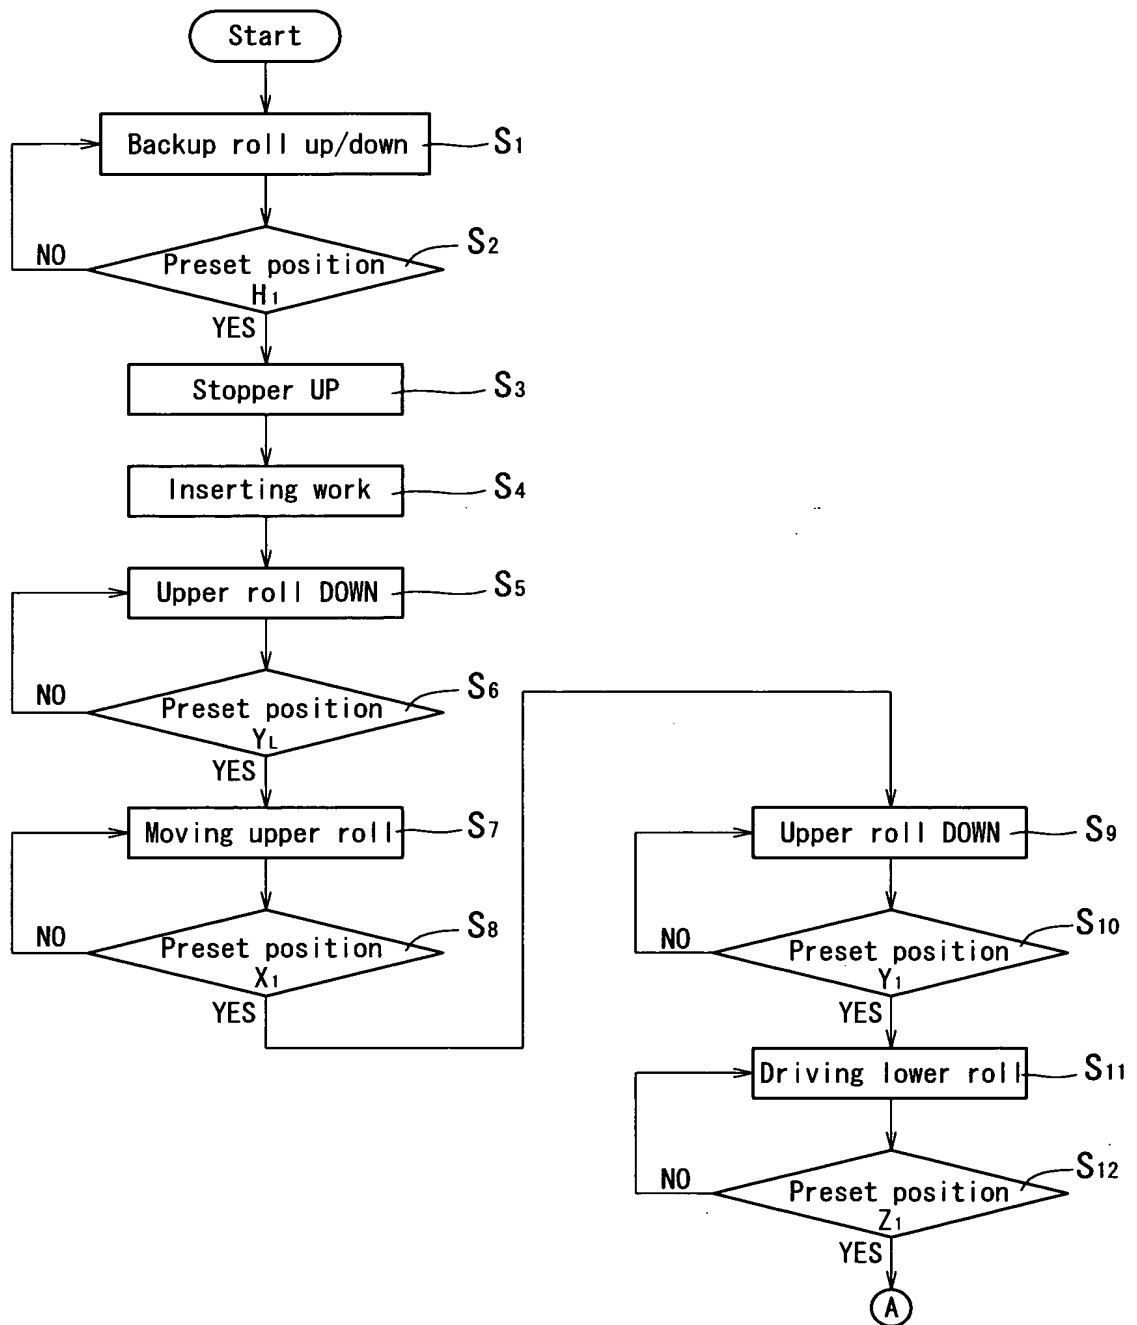 Start
Backup roll up/down
S1
S2
NO
Preset position
H1
YES
Stopper UP
S3
Inserting work
S4
Upper roll DOWN
S5
S6
NO
Preset position
YL
YES
Moving upper roll
S7
S8
NO
Preset position
X1
YES
Upper roll DOWN
S9
S10
NO
Preset position
Y1
YES
Driving lower roll
S11
S12
NO
Preset position
Z1
YES
A